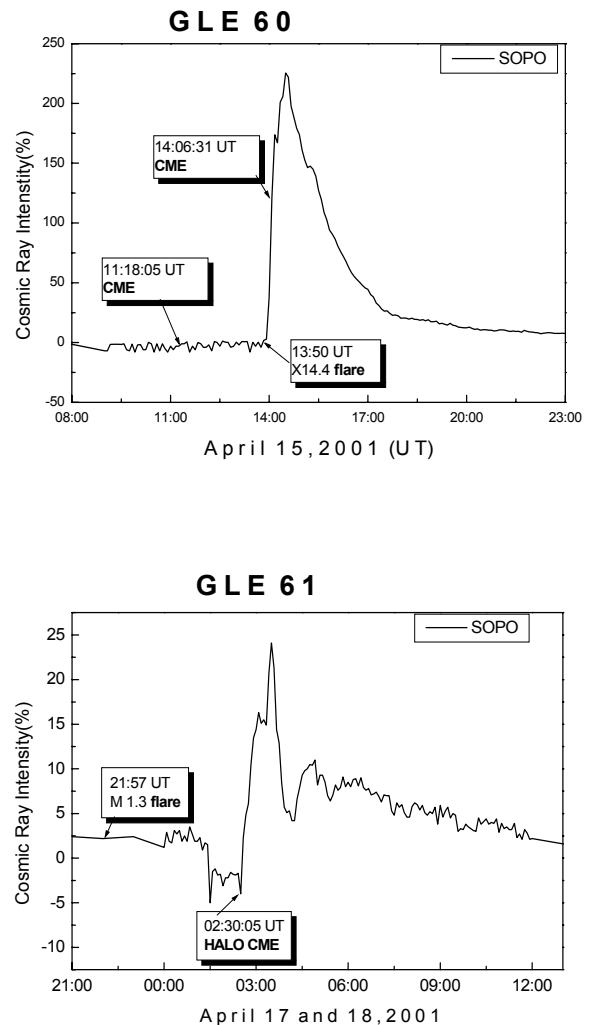 GLE 60
SOPO
250
200
150
100
50
0
-50
Cosmic Ray Intenstity(%)
14:06:31 UT
CME
11:18:05 UT
CME
13:50 UT
X14.4 flare
08:00 11:00 14:00 17:00 20:00 23:00
April 15,2001 (UT)
GLE 61
SOPO
25
20
15
10
5
0
-5
-10
Cosmic Ray Intensity(%)
21:57 UT
M 1.3 flare
02:30:05 UT
HALO CME
21:00 00:00 03:00 06:00 09:00 12:00
April 17 and 18,2001